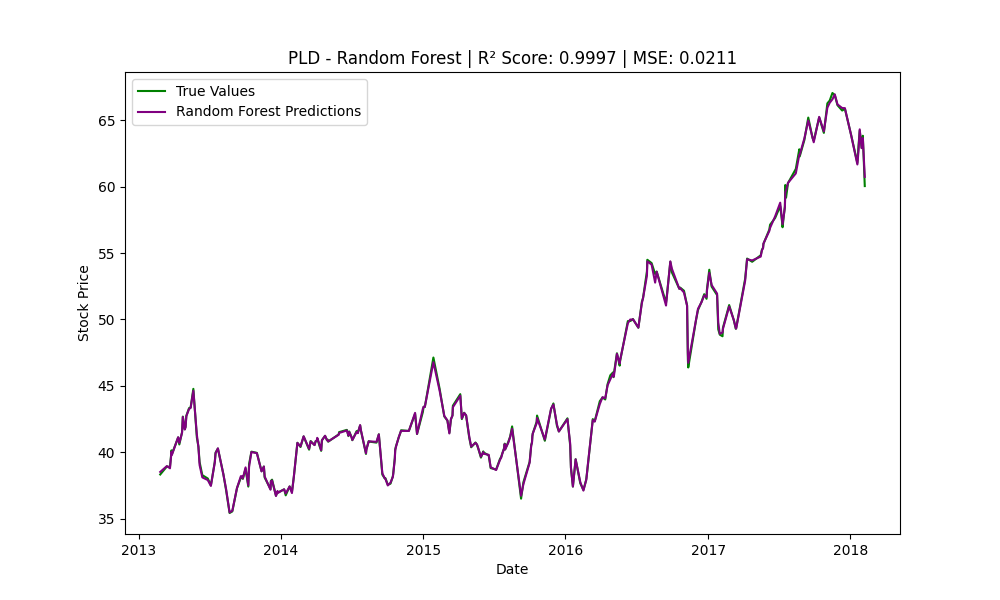 PLD - Random Forest | R² Score: 0.9997 | MSE: 0.0211
True Values
Random Forest Predictions
Stock Price
65
60
55
50
45
40
35
2013
2014
2015
2016
2017
2018
Date